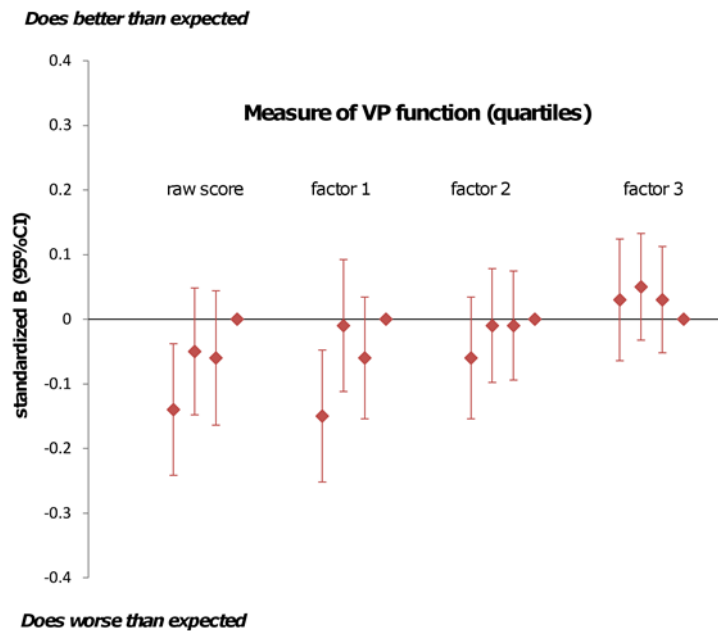 Does better than expected
0.4
Measure of VP function (quartiles)
0.3
0.2
raw score factor 1 factor 2 factor 3
0.1
0
-0.1
-0.2
-0.3
-0.4
standardized B (95%CI)
Does worse than expected